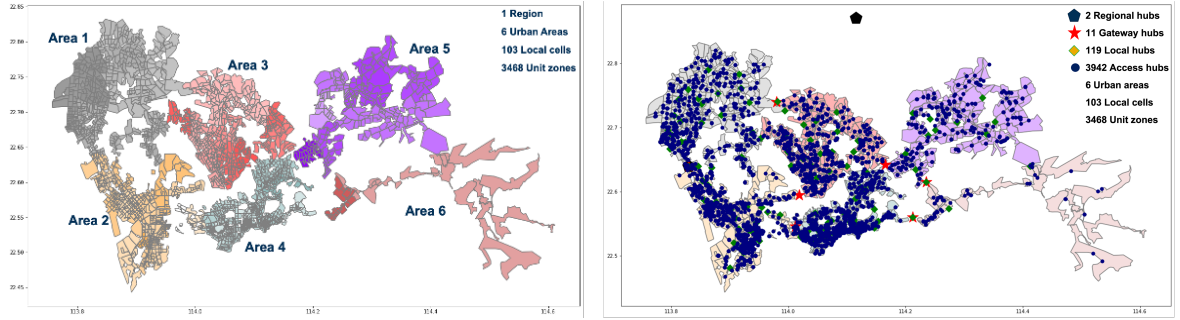 1 Region
6 Urban Areas
103 Local cells
3468 Unit zones
Area 1
Area 3
Area 5
Area 2
Area 4
Area 6
22.85
22.80
22.75
22.70
22.65
22.60
22.55
22.50
22.45
113.8
114.0
114.2
114.4
114.6
2 Regional hubs
11 Gateway hubs
119 Local hubs
3942 Access hubs
6 Urban areas
103 Local cells
3468 Unit zones
22.8
22.7
22.6
22.5
113.8
114.0
114.2
114.4
114.6